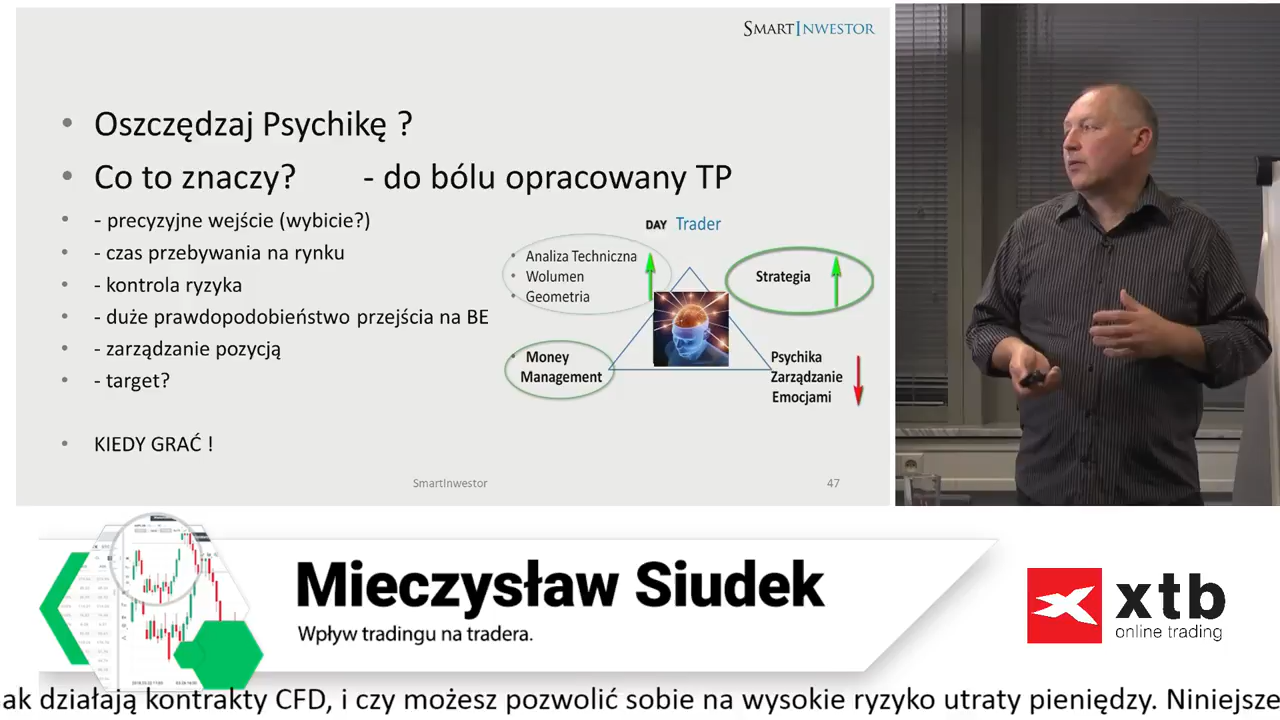 SMARTINWESTOR
Oszczędzaj Psychikę ?
Co to znaczy? - do bólu opracowany TP
- precyzyjne wejście (wybicie?)
- czas przebywania na rynku
- kontrola ryzyka
- duże prawdopodobieństwo przejścia na BE
- zarządzanie pozycją
- target?
KIEDY GRAĆ !
DAY Trader
Analiza Techniczna
Wolumen
Geometria
Strategia
Money
Management
Psychika
Zarządzanie
Emocjami
SmartInwestor
47
Mieczysław Siudek
Wpływ tradingu na tradera.
xtb
online trading
ak działają kontrakty CFD, i czy możesz pozwolić sobie na wysokie ryzyko utraty pieniędzy. Niniejsze